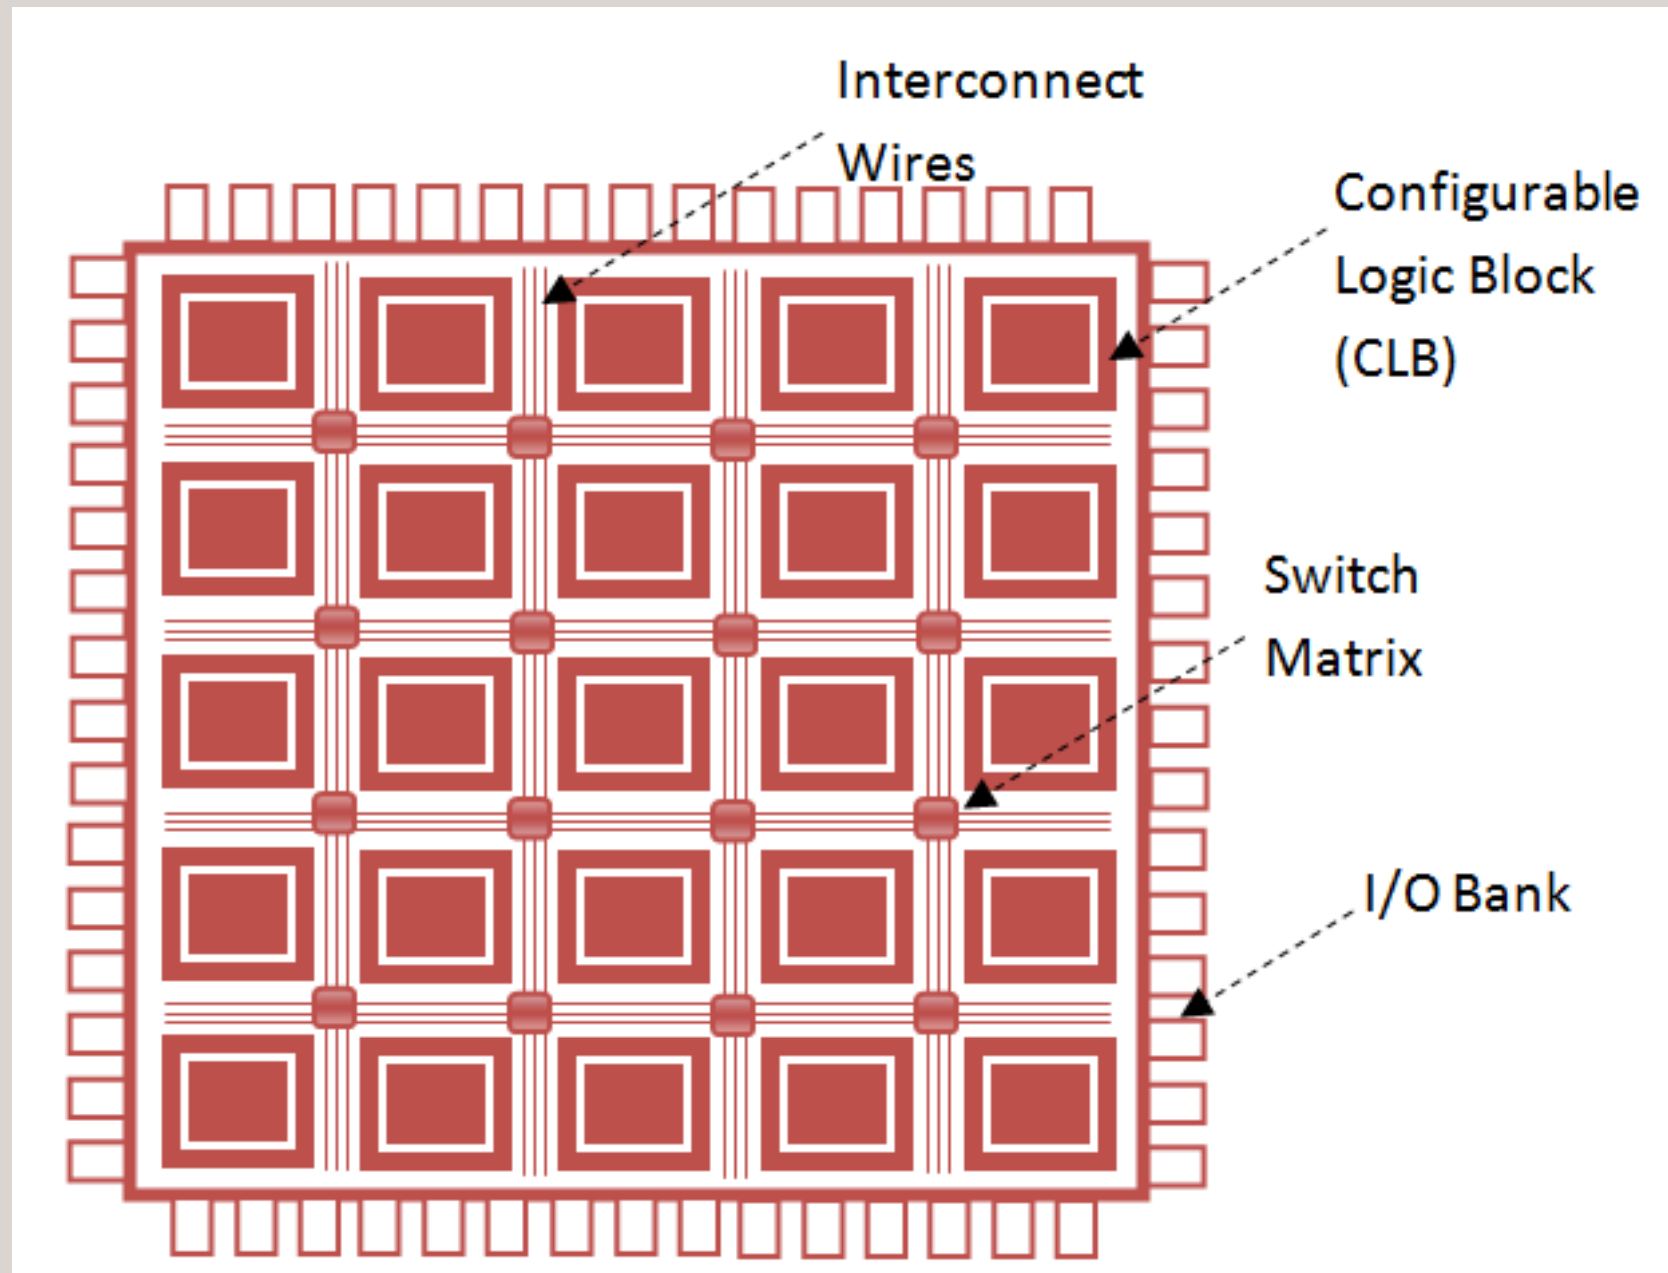 Interconnect
Wires
Configurable
Logic Block
(CLB)
Switch
Matrix
I/O Bank